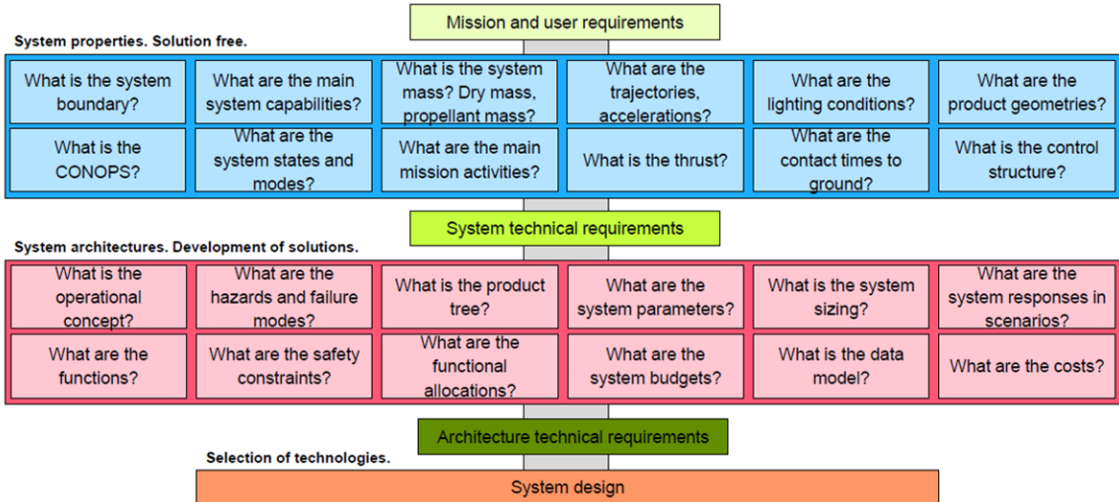 Mission and user requirements
System properties. Solution free.
What is the system
boundary?
What are the main
system capabilities?
What is the system
mass? Dry mass,
propellant mass?
What are the
trajectories,
accelerations?
What are the
lighting conditions?
What are the
product geometries?
What is the
CONOPS?
What are the
system states and
modes?
What are the main
mission activities?
What is the thrust?
What are the
contact times to
ground?
What is the control
structure?
System technical requirements
System architectures. Development of solutions.
What is the
operational
concept?
What are the
hazards and failure
modes?
What is the product
tree?
What are the
system parameters?
What is the system
sizing?
What are the
system responses in
scenarios?
What are the
functions?
What are the safety
constraints?
What are the
functional
allocations?
What are the
system budgets?
What is the data
model?
What are the costs?
Architecture technical requirements
Selection of technologies.
System design